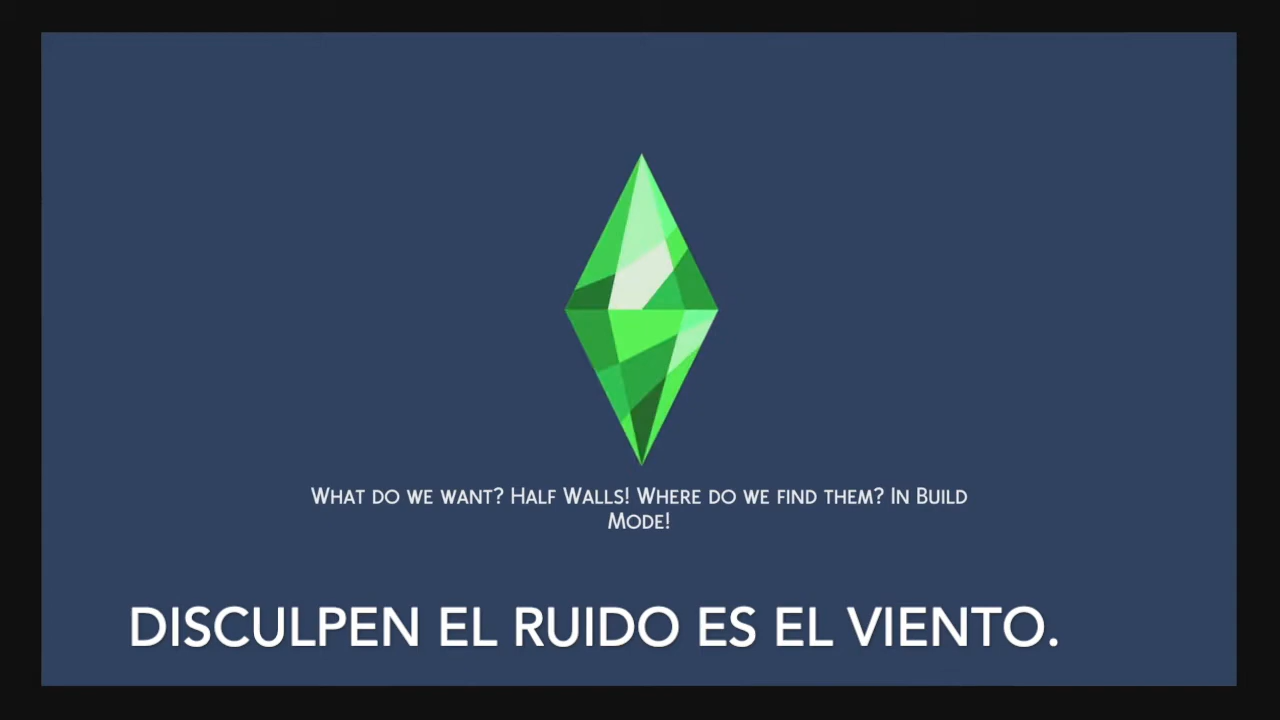 What do we want? Half Walls! Where do we find them? In Build
Mode!
DISCULPEN EL RUIDO ES EL VIENTO.